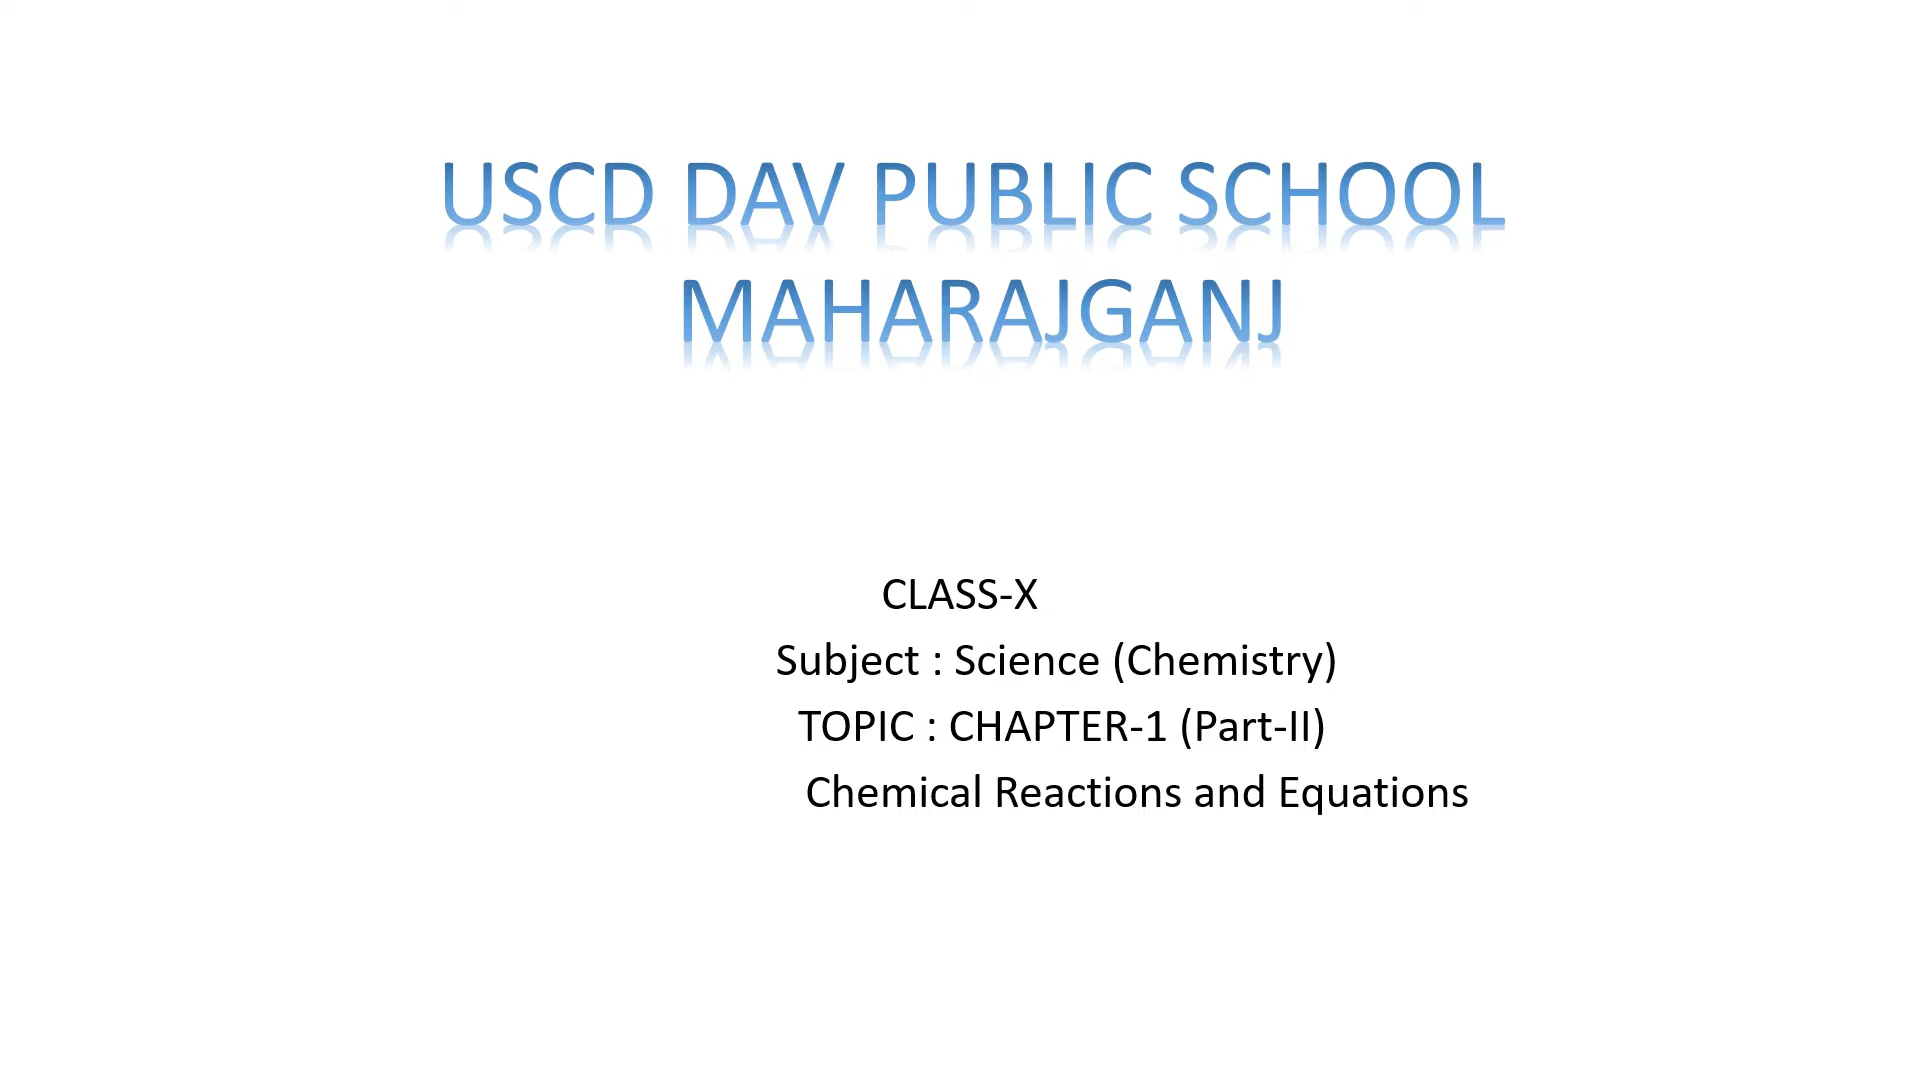 USCD DAV PUBLIC SCHOOL
MAHARAJGANJ
CLASS-X
Subject : Science (Chemistry)
TOPIC : CHAPTER-1 (Part-II)
Chemical Reactions and Equations